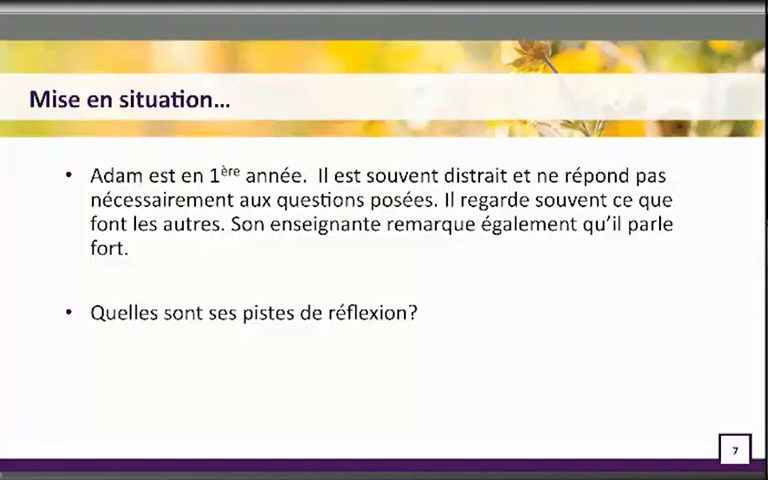 Mise en situation...
• Adam est en 1ère année. Il est souvent distrait et ne répond pas
nécessairement aux questions posées. Il regarde souvent ce que
font les autres. Son enseignante remarque également qu'il parle
fort.
• Quelles sont ses pistes de réflexion?
7